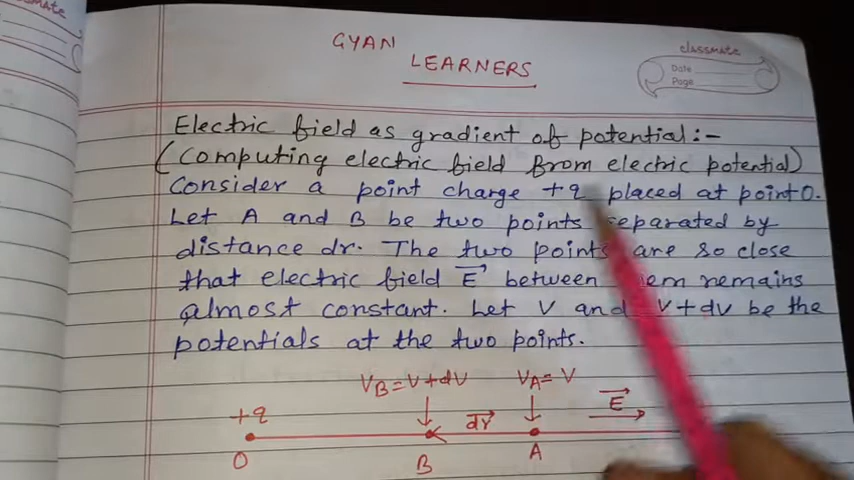 GYAN
LEARNERS
classmate
Date
Page
Electric field as gradient of potential:-
(Computing electric field from electric potential)
Consider a point charge +q placed at point O.
Let A and B be two points separated by
distance dr. The two points are so close
that electric field E→ between them remains
almost constant. Let V and V+dV be the
potentials at the two points.
VB=V+dV VA=V E→
+q dr→
O B A